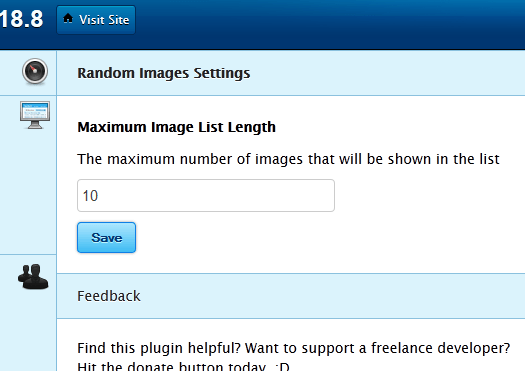 18.8
Visit Site
Random Images Settings
Maximum Image List Length
The maximum number of images that will be shown in the list
10
Save
Feedback
Find this plugin helpful? Want to support a freelance developer?
Hit the donate button today. :D